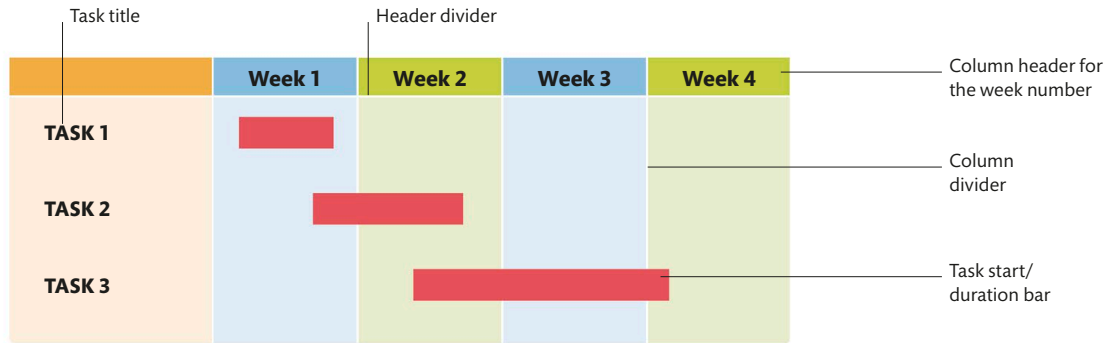 Task title
Header divider
Week 1
Week 2
Week 3
Week 4
Column header for
the week number
TASK 1
Column
divider
TASK 2
TASK 3
Task start/
duration bar